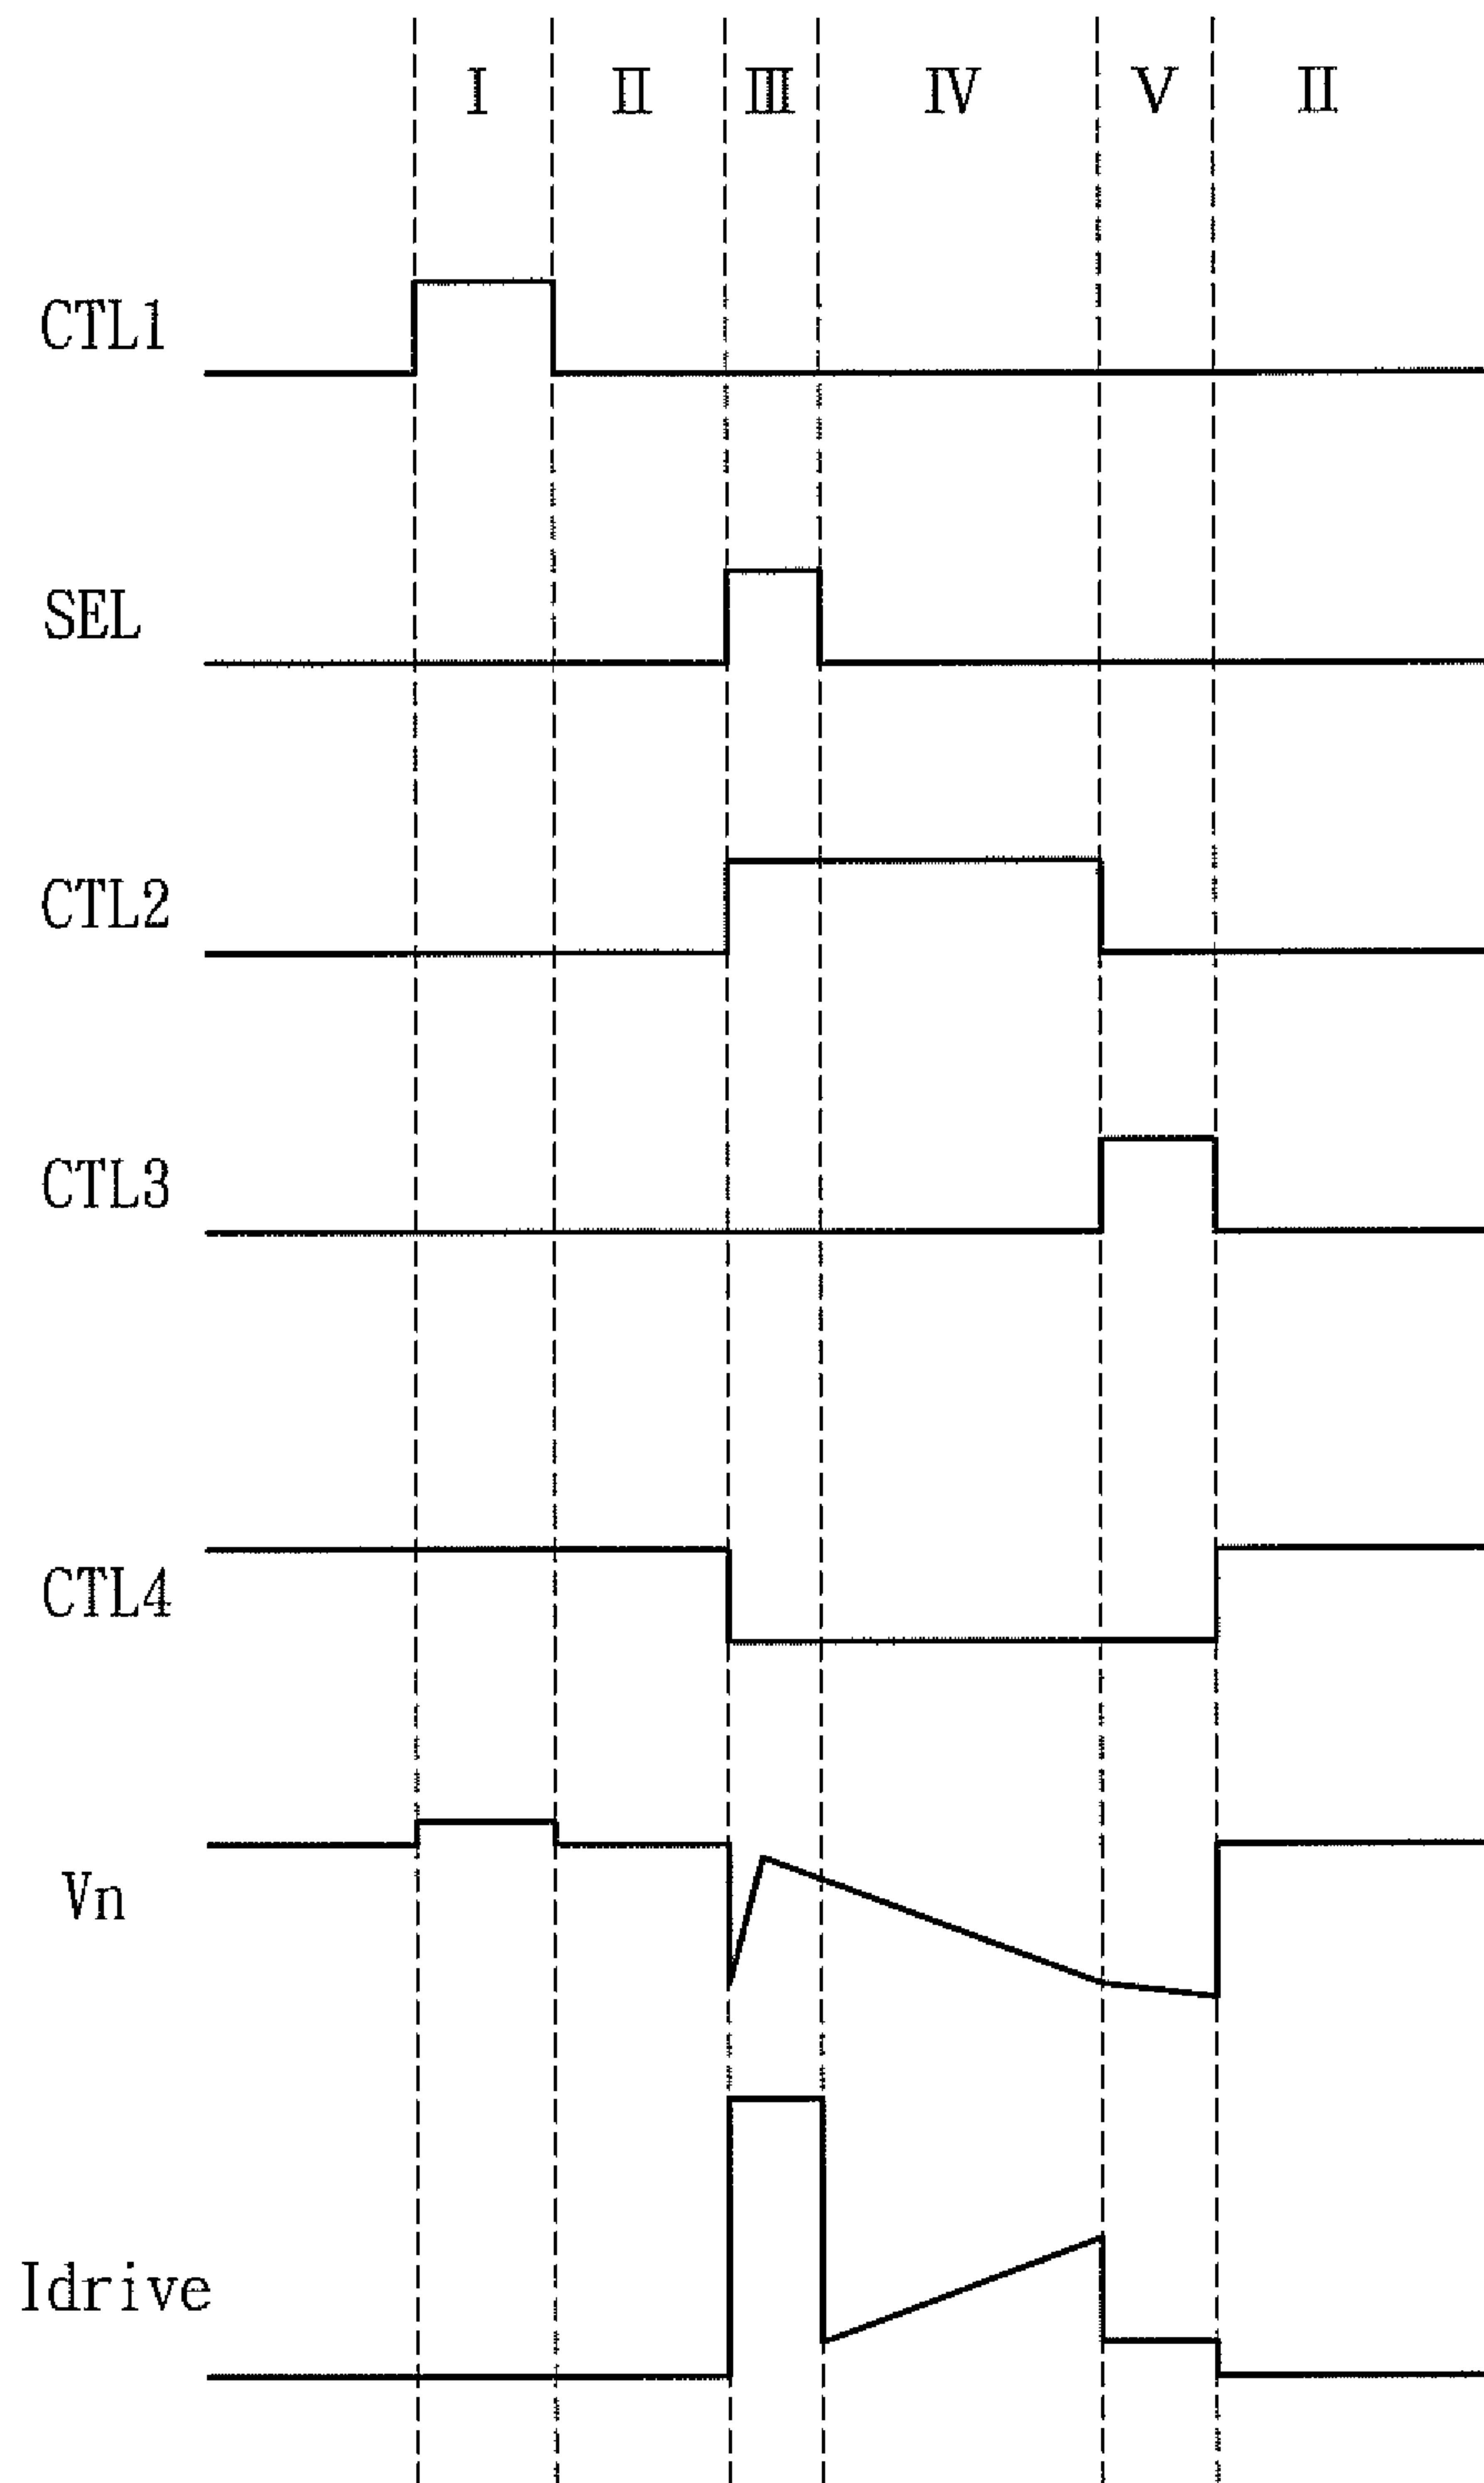 Ⅰ Ⅱ Ⅲ Ⅳ Ⅴ Ⅱ
CTL1
SEL
CTL2
CTL3
CTL4
Vn
Idrive